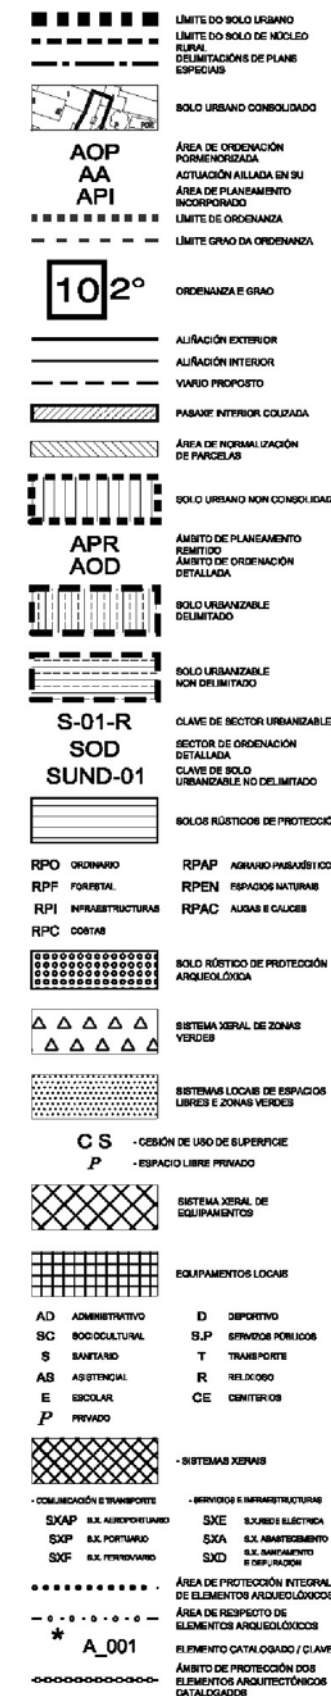 LÍMITE DO SOLO URBANO
LÍMITE DO SOLO DE NÚCLEO
RURAL
DELIMITACIÓNS DE PLANS
ESPECIAIS
SOLO URBANO CONSOLIDADO
AOP
ÁREA DE ORDENACIÓN
PORMENORIZADA
AA
ACTUACIÓN AILLADA EN SU
API
ÁREA DE PLANEAMENTO
INCORPORADO
LÍMITE DE ORDENANZA
LÍMITE GRAO DA ORDENANZA
10 2º
ORDENANZA E GRAO
ALIÑACIÓN EXTERIOR
ALIÑACIÓN INTERIOR
VIARIO PROPOSTO
PASAXE INTERIOR COUZADA
ÁREA DE NORMALIZACIÓN
DE PARCELAS
SOLO URBANO NON CONSOLIDAD
APR
ÁMBITO DE PLANEAMENTO
REMITIDO
AOD
ÁMBITO DE ORDENACIÓN
DETALLADA
SOLO URBANIZABLE
DELIMITADO
SOLO URBANIZABLE
NON DELIMITADO
S-01-R CLAVE DE SECTOR URBANIZABLE
SOD
SECTOR DE ORDENACIÓN
DETALLADA
SUND-01
CLAVE DE SOLO
URBANIZABLE NO DELIMITADO
SOLOS RÚSTICOS DE PROTECCIÓ
RPO ORDINARIO RPAP AGRARIO-PAISAXÍSTICO
RPF FORESTAL RPEN ESPACIOS NATURAIS
RPI INFRAESTRUCTURAS RPAC AUGAS E CAUCES
RPC COSTAS
SOLO RÚSTICO DE PROTECCIÓN
ARQUEOLÓXICA
SISTEMA XERAL DE ZONAS
VERDES
SISTEMAS LOCAIS DE ESPACIOS
LIBRES E ZONAS VERDES
C S - CESIÓN DE USO DE SUPERFICIE
P - ESPACIO LIBRE PRIVADO
SISTEMA XERAL DE
EQUIPAMENTOS
EQUIPAMENTOS LOCAIS
AD ADMINISTRATIVO D DEPORTIVO
SC SOCIOCULTURAL S.P SERVIZOS PÚBLICOS
S SANITARIO T TRANSPORTE
AS ASISTENCIAL R RELIXIOSO
E ESCOLAR CE CEMITERIOS
P PRIVADO
- SISTEMAS XERAIS
- COMUNICACIÓN E TRANSPORTE - SERVICIOS E INFRAESTRUCTURAS
SXAP S.X. AEROPORTUARIO SXE S.X.REDE ELÉCTRICA
SXP S.X. PORTUARIO SXA S.X. ABASTECEMENTO
SXF S.X. FERROVIARIO SXD S.X. SANEAMENTO
E DEPURACIÓN
ÁREA DE PROTECCIÓN INTEGRAL
DE ELEMENTOS ARQUEOLÓXICOS
ÁREA DE RESPECTO DE
ELEMENTOS ARQUEOLÓXICOS
* A_001 ELEMENTO CATALOGADO / CLAVE
ÁMBITO DE PROTECCIÓN DOS
ELEMENTOS ARQUITECTÓNICOS
CATALOGADOS